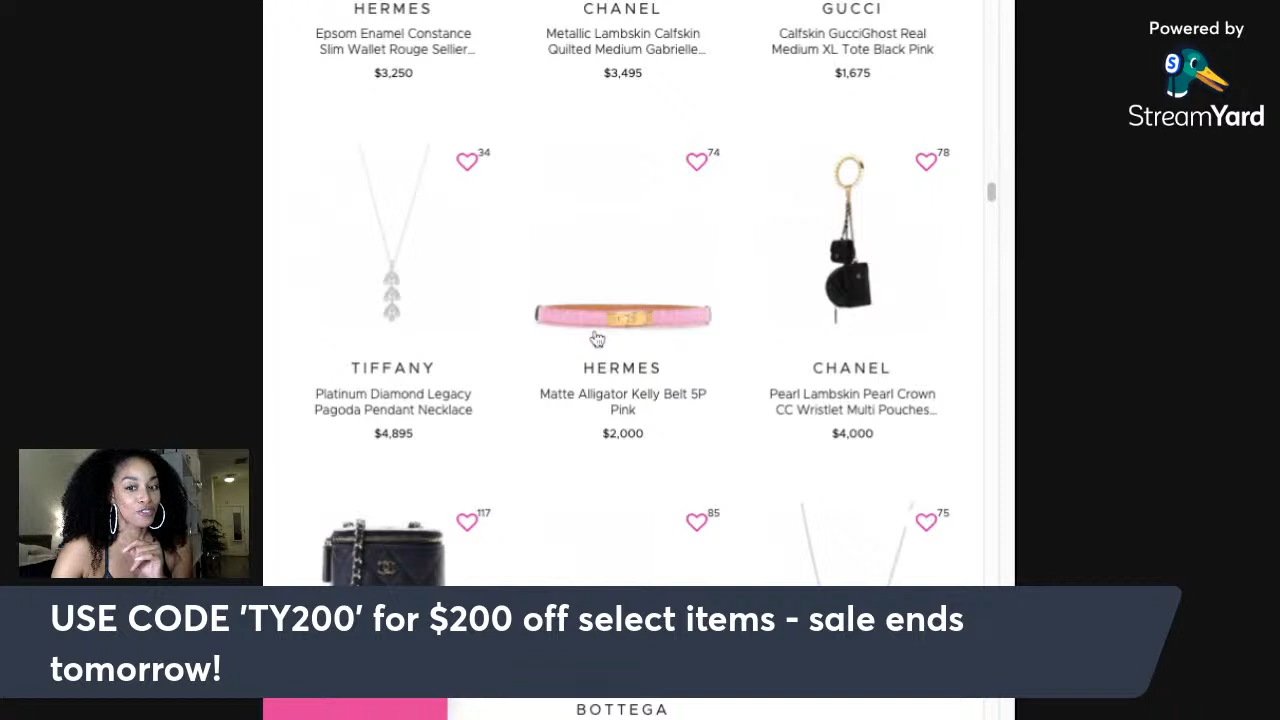 HERMES
CHANEL
GUCCI
Epsom Enamel Constance
Slim Wallet Rouge Sellier...
Metallic Lambskin Calfskin
Quilted Medium Gabrielle...
Calfskin GucciGhost Real
Medium XL Tote Black Pink
$3,250
$3,495
$1,675
Powered by
S
StreamYard
34
74
78
TIFFANY
HERMES
CHANEL
Platinum Diamond Legacy
Pagoda Pendant Necklace
Matte Alligator Kelly Belt 5P
Pink
Pearl Lambskin Pearl Crown
CC Wristlet Multi Pouches...
$4,895
$2,000
$4,000
117
85
75
USE CODE 'TY200' for $200 off select items - sale ends
tomorrow!
BOTTEGA